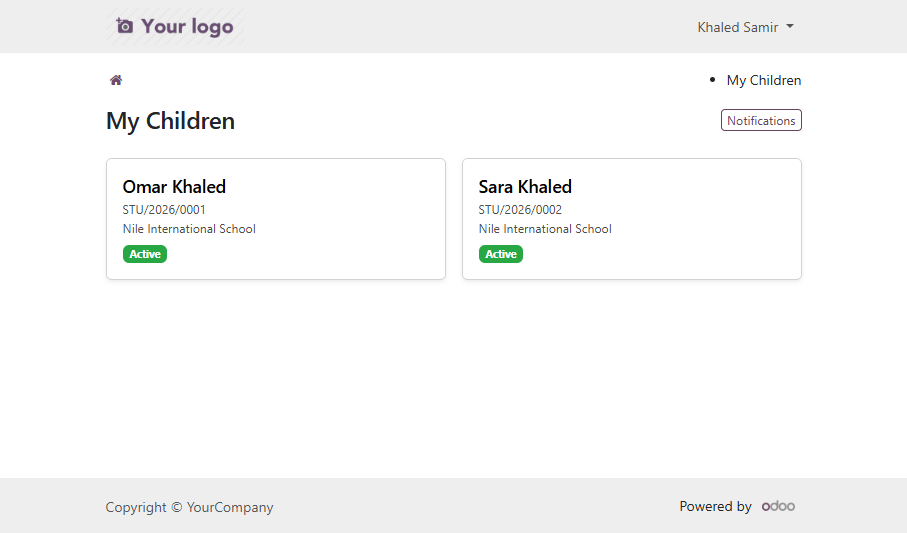 Your logo
Khaled Samir
My Children
My Children
Notifications
Omar Khaled
STU/2026/0001
Nile International School
Active
Sara Khaled
STU/2026/0002
Nile International School
Active
Copyright © YourCompany
Powered by odoo